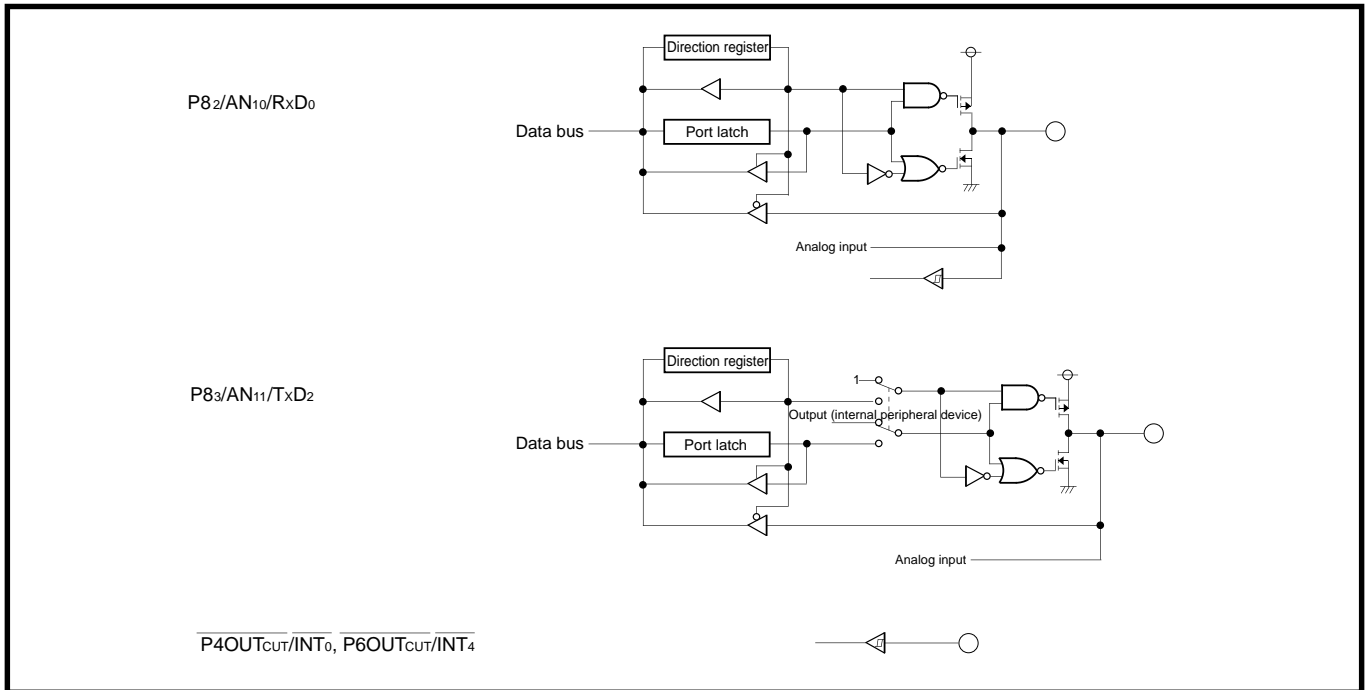 Direction register
P82/AN10/RxD0
Data bus
Port latch
Analog input
Direction register
1
P83/AN11/TxD2
Output (internal peripheral device)
Data bus
Port latch
Analog input
P4OUTCUT/INT0, P6OUTCUT/INT4